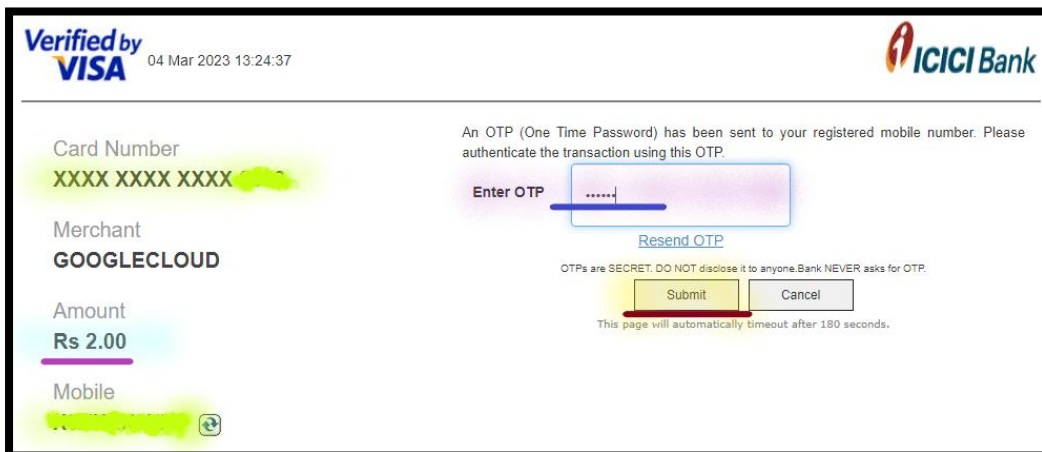 Verified by
VISA
04 Mar 2023 13:24:37
ICICI Bank
An OTP (One Time Password) has been sent to your registered mobile number. Please
authenticate the transaction using this OTP.
Card Number
XXXX XXXX XXXX
Enter OTP
Merchant
GOOGLECLOUD
Resend OTP
OTPs are SECRET. DO NOT disclose it to anyone.Bank NEVER asks for OTP.
Submit
Cancel
This page will automatically timeout after 180 seconds.
Amount
Rs 2.00
Mobile